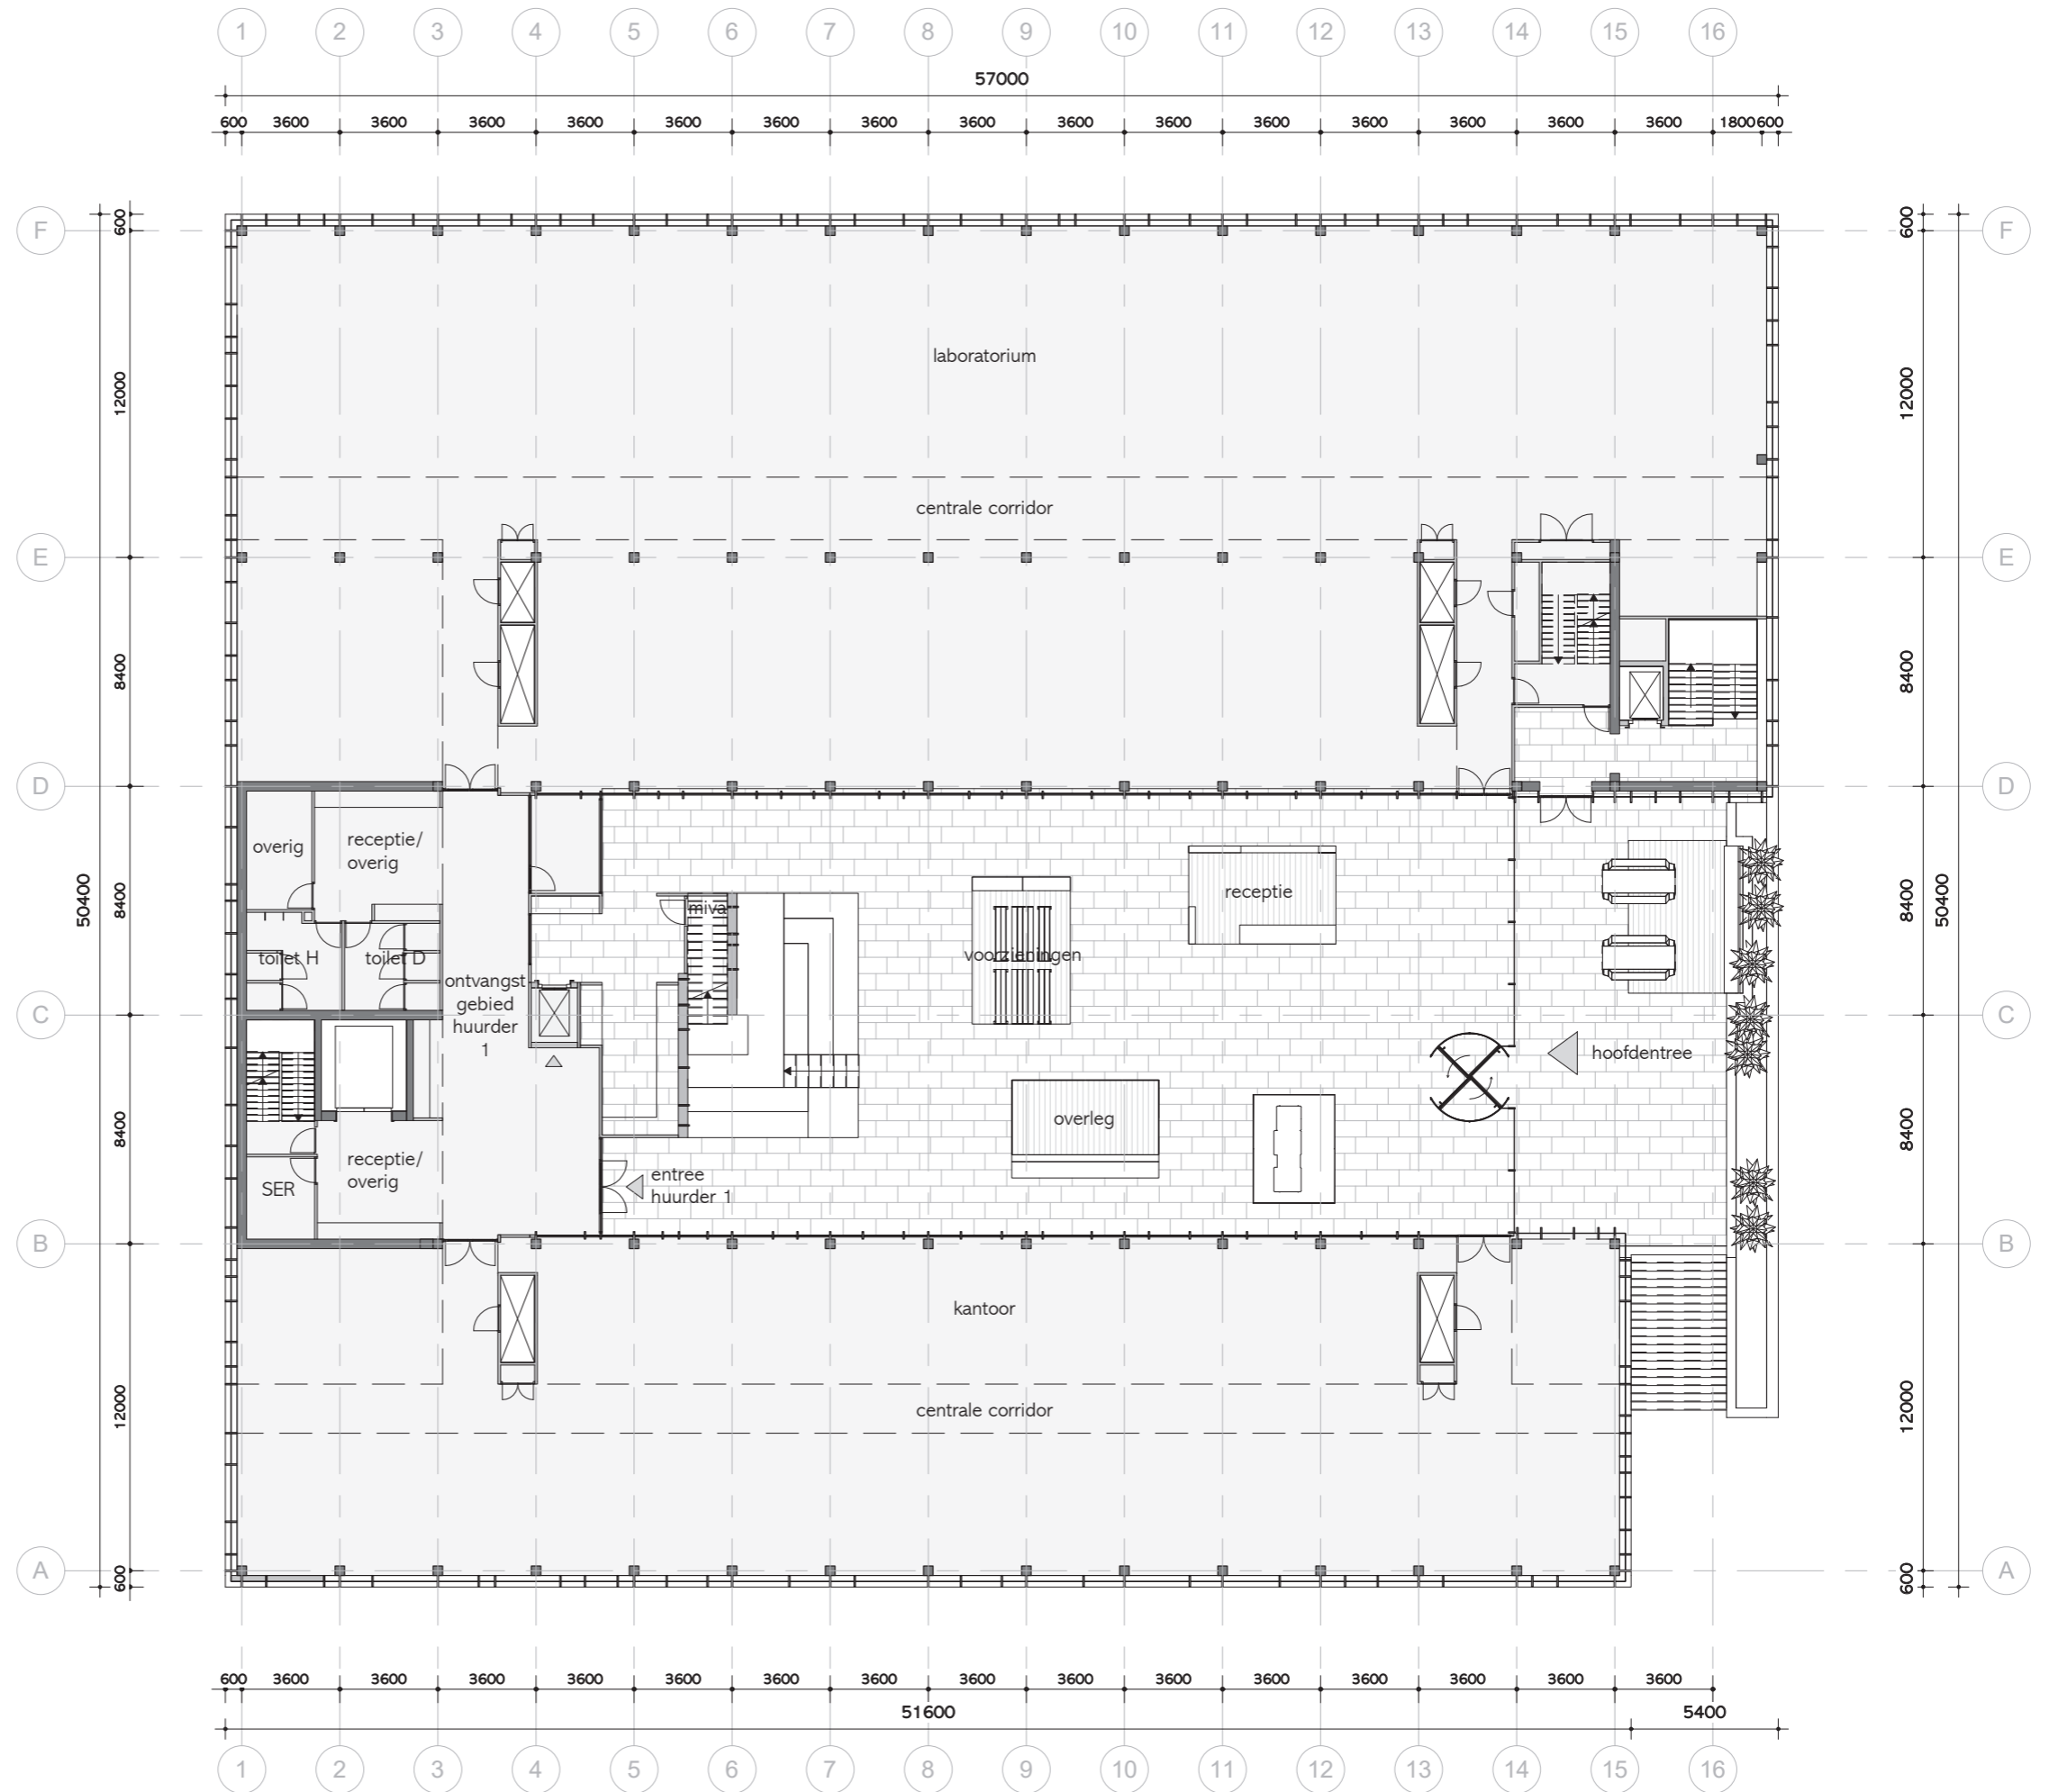 1 2 3 4 5 6 7 8 9 10 11 12 13 14 15 16
57000
600 3600 3600 3600 3600 3600 3600 3600 3600 3600 3600 3600 3600 3600 3600 3600 1800 600
F 600 600 F
laboratorium
12000 12000
centrale corridor
E E
8400 8400
D D
overig
receptie/
overig
receptie
miva
50400 8400 8400 50400
voorzieningen
toilet H toilet D
ontvangst
gebied
huurder
1
C C
hoofdentree
overleg
8400 8400
receptie/
overig
SER
entree
huurder 1
B B
kantoor
12000 12000
centrale corridor
A 600 600 A
600 3600 3600 3600 3600 3600 3600 3600 3600 3600 3600 3600 3600 3600 3600 3600
51600 5400
1 2 3 4 5 6 7 8 9 10 11 12 13 14 15 16